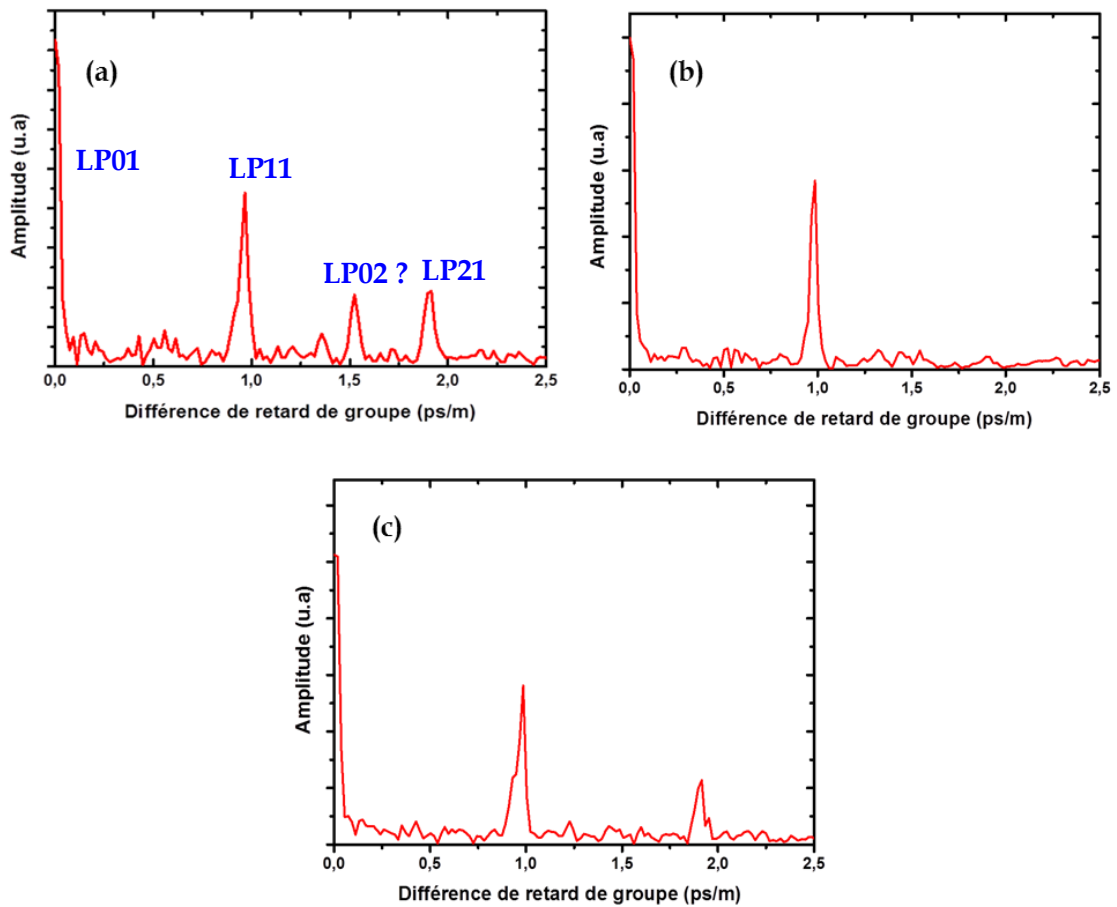 (a)
LP01
LP11
LP02 ?
LP21
Amplitude (u.a)
0,0 0,5 1,0 1,5 2,0 2,5
Différence de retard de groupe (ps/m)
(b)
Amplitude (u.a)
0,0 0,5 1,0 1,5 2,0 2,5
Différence de retard de groupe (ps/m)
(c)
Amplitude (u.a)
0,0 0,5 1,0 1,5 2,0 2,5
Différence de retard de groupe (ps/m)